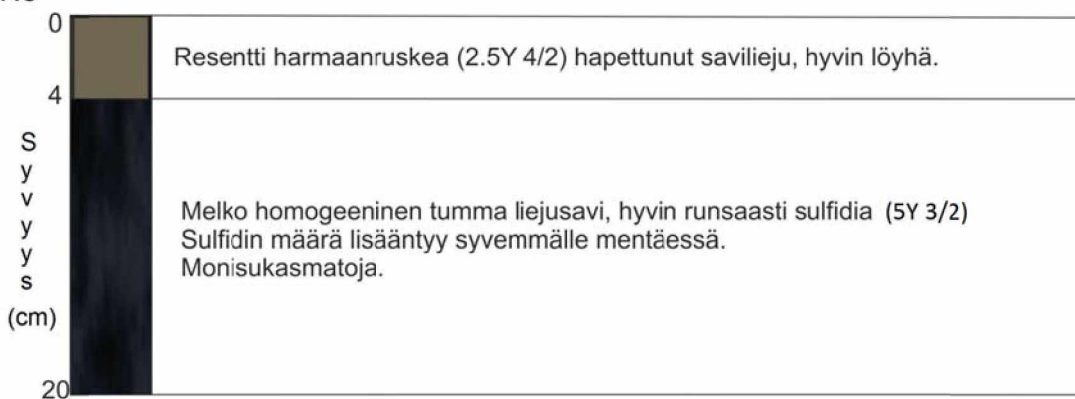 0
Resentti harmaanruskea (2.5Y 4/2) hapettunut savilieju, hyvin löyhä.
4
Syvyys
(cm)
Melko homogeeninen tumma liejusavi, hyvin runsaasti sulfidia (5Y 3/2)
Sulfidin määrä lisääntyy syvemmälle mentäessä.
Monisukasmatoja.
20